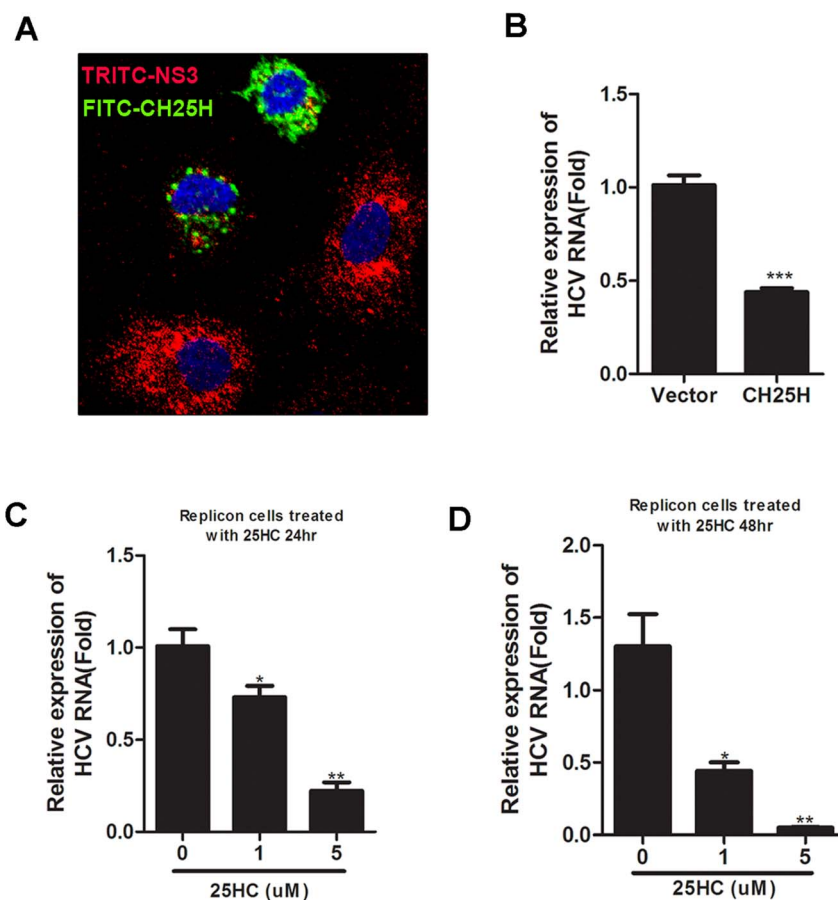 A
TRITC-NS3
FITC-CH25H
B
Relative expression of
HCV RNA(Fold)
1.5
1.0
0.5
0.0
***
Vector CH25H
C
Replicon cells treated
with 25HC 24hr
Relative expression of
HCV RNA(Fold)
1.5
1.0
0.5
0.0
*
**
0 1 5
25HC (uM)
D
Replicon cells treated
with 25HC 48hr
Relative expression of
HCV RNA(Fold)
2.0
1.5
1.0
0.5
0.0
*
**
0 1 5
25HC (uM)